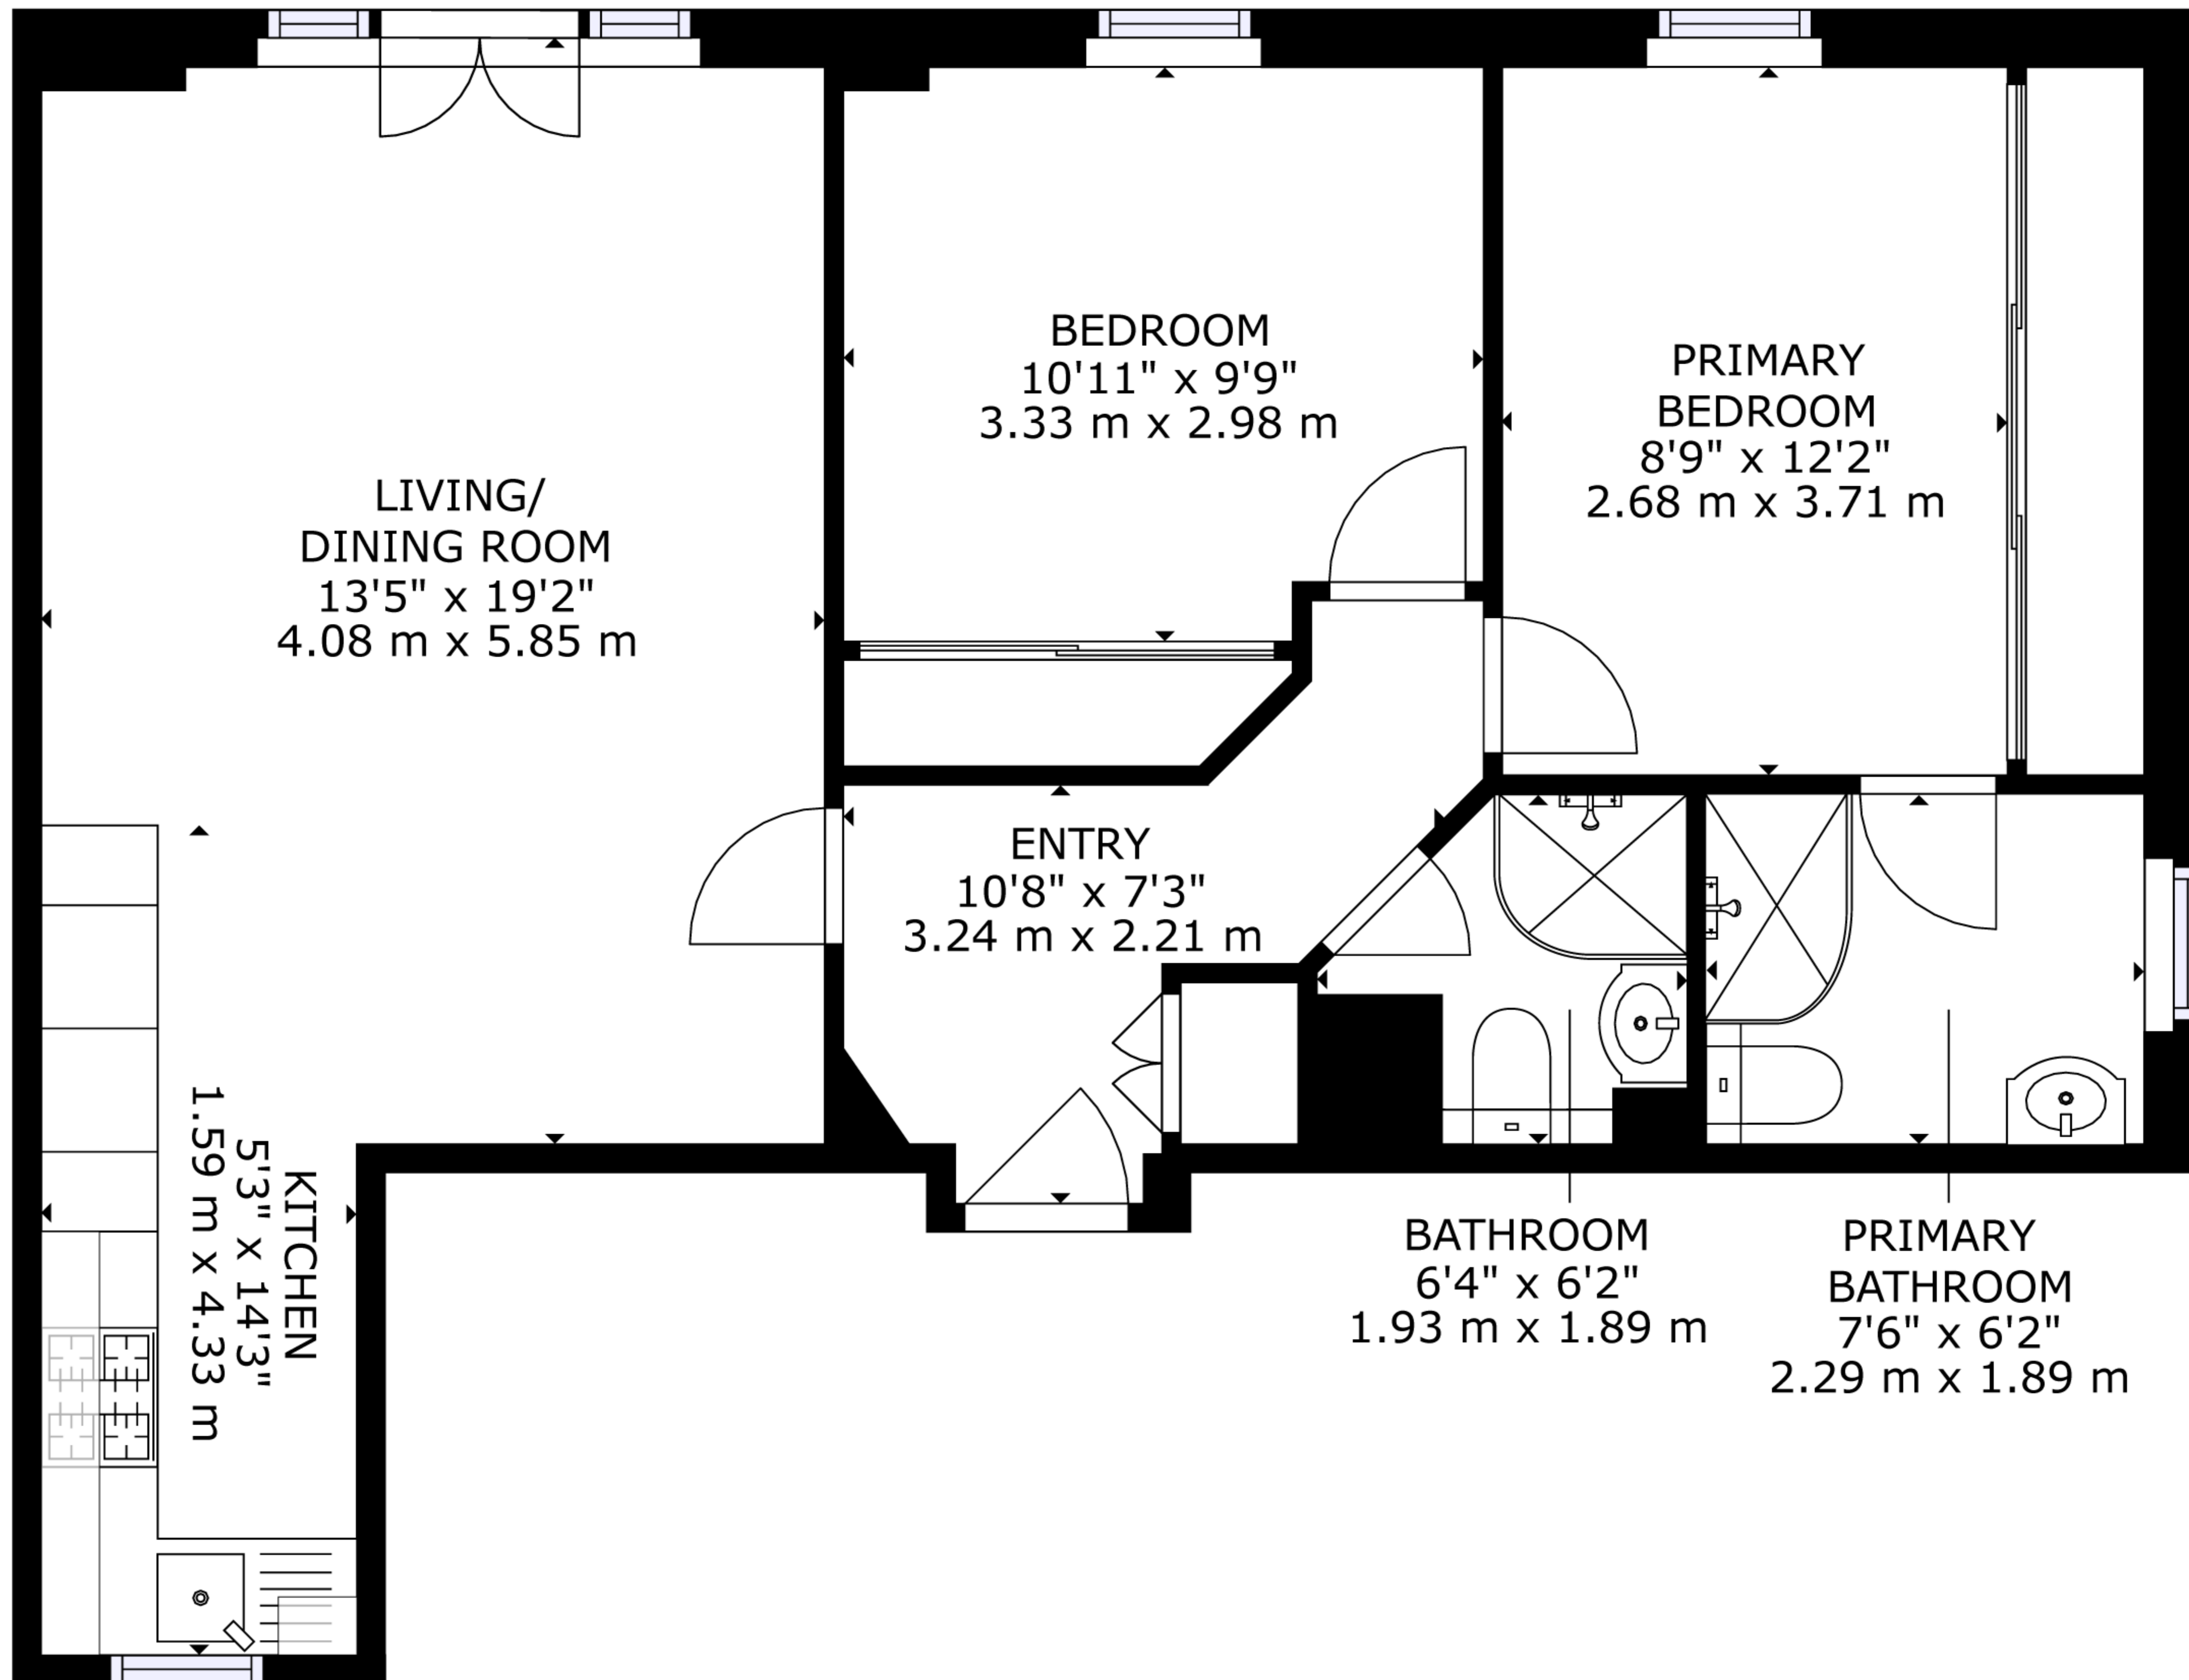 BEDROOM
10'11" x 9'9"
3.33 m x 2.98 m
PRIMARY
BEDROOM
8'9" x 12'2"
2.68 m x 3.71 m
LIVING/
DINING ROOM
13'5" x 19'2"
4.08 m x 5.85 m
ENTRY
10'8" x 7'3"
3.24 m x 2.21 m
KITCHEN
5'3" x 14'3"
1.59 m x 4.33 m
BATHROOM
6'4" x 6'2"
1.93 m x 1.89 m
PRIMARY
BATHROOM
7'6" x 6'2"
2.29 m x 1.89 m